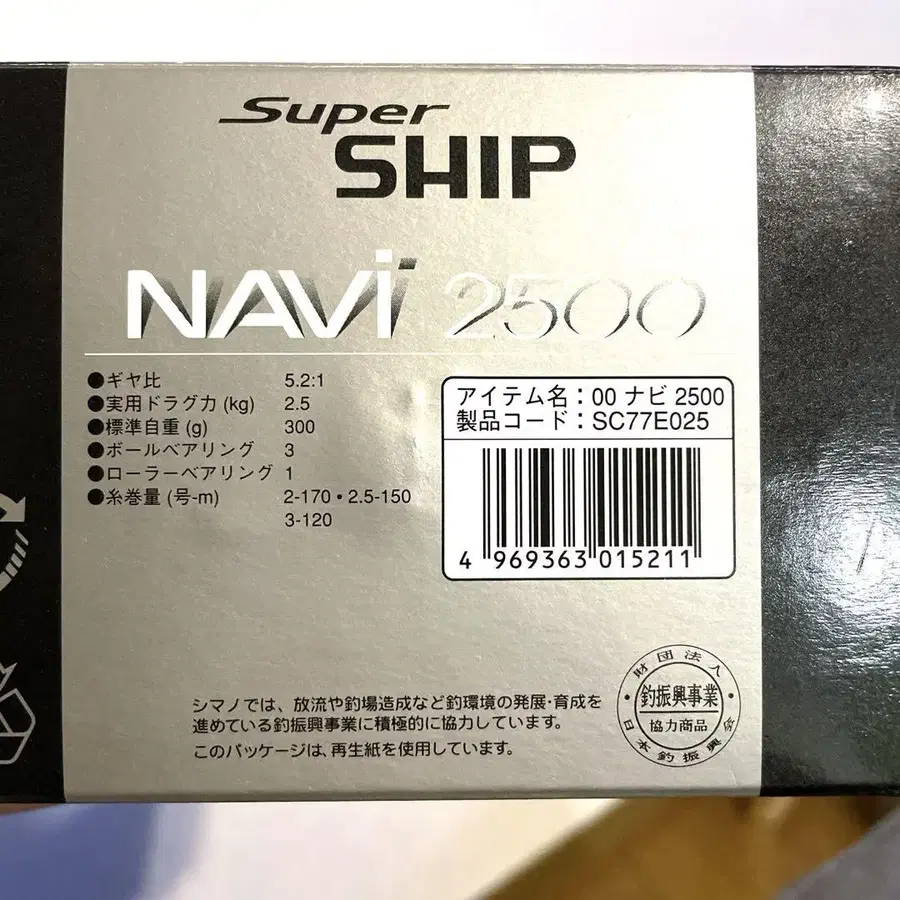 Super
SHIP
NAVi 2500
●ギヤ比 5.2:1
●実用ドラグ力 (kg) 2.5
●標準自重 (g) 300
●ボールベアリング 3
●ローラーベアリング 1
●糸巻量 (号-m) 2-170・2.5-150
3-120
アイテム名：00 ナビ 2500
製品コード：SC77E025
4 969363 015211
シマノでは、放流や釣場造成など釣環境の発展・育成を
進めている釣振興事業に積極的に協力しています。
このパッケージは、再生紙を使用しています。
財団法人
釣振興事業
協力商品
日本釣振興会